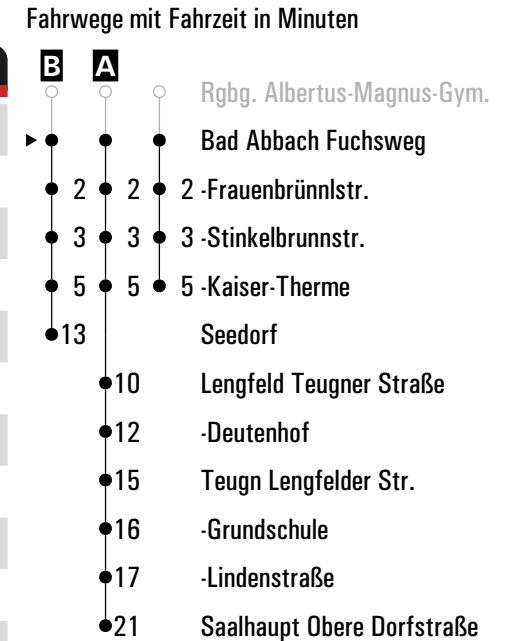 Fahrwege mit Fahrzeit in Minuten
B A
Rgbg. Albertus-Magnus-Gym.
Bad Abbach Fuchsweg
2 2 2 -Frauenbrünnlstr.
3 3 3 -Stinkelbrunnstr.
5 5 5 -Kaiser-Therme
13 Seedorf
10 Lengfeld Teugner Straße
12 -Deutenhof
15 Teugn Lengfelder Str.
16 -Grundschule
17 -Lindenstraße
21 Saalhaupt Obere Dorfstraße